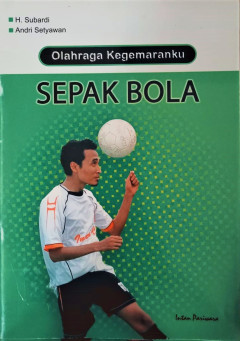 H. Subardi
Andri Setyawan
Olahraga Kegemaranku
SEPAK BOLA
Intan Pariwara